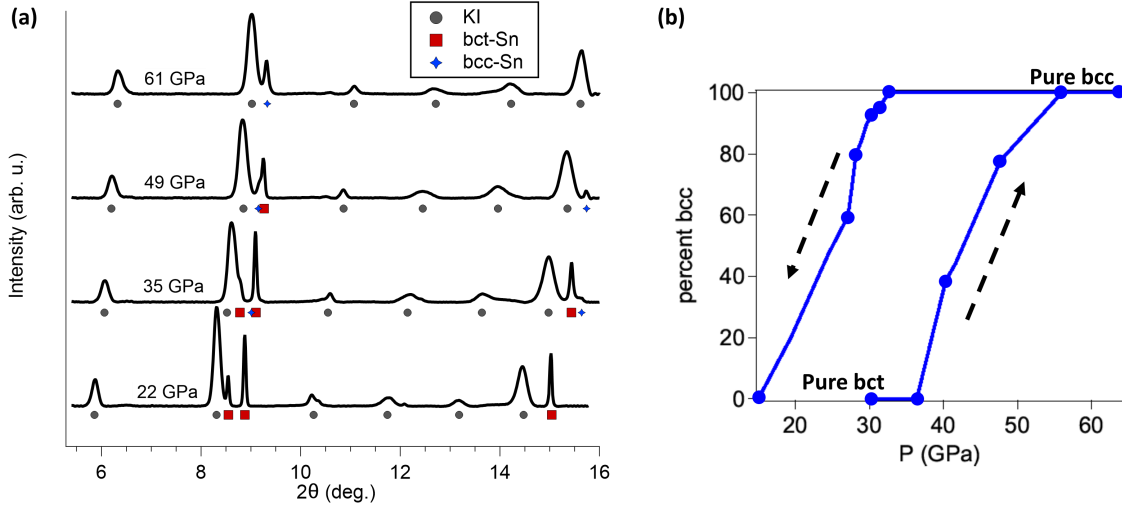 (a)
KI
bct-Sn
bcc-Sn
61 GPa
49 GPa
35 GPa
22 GPa
Intensity (arb. u.)
6 8 10 12 14 16
2θ (deg.)
(b)
Pure bcc
100
80
60
40
20
0
Pure bct
percent bcc
20 30 40 50 60
P (GPa)